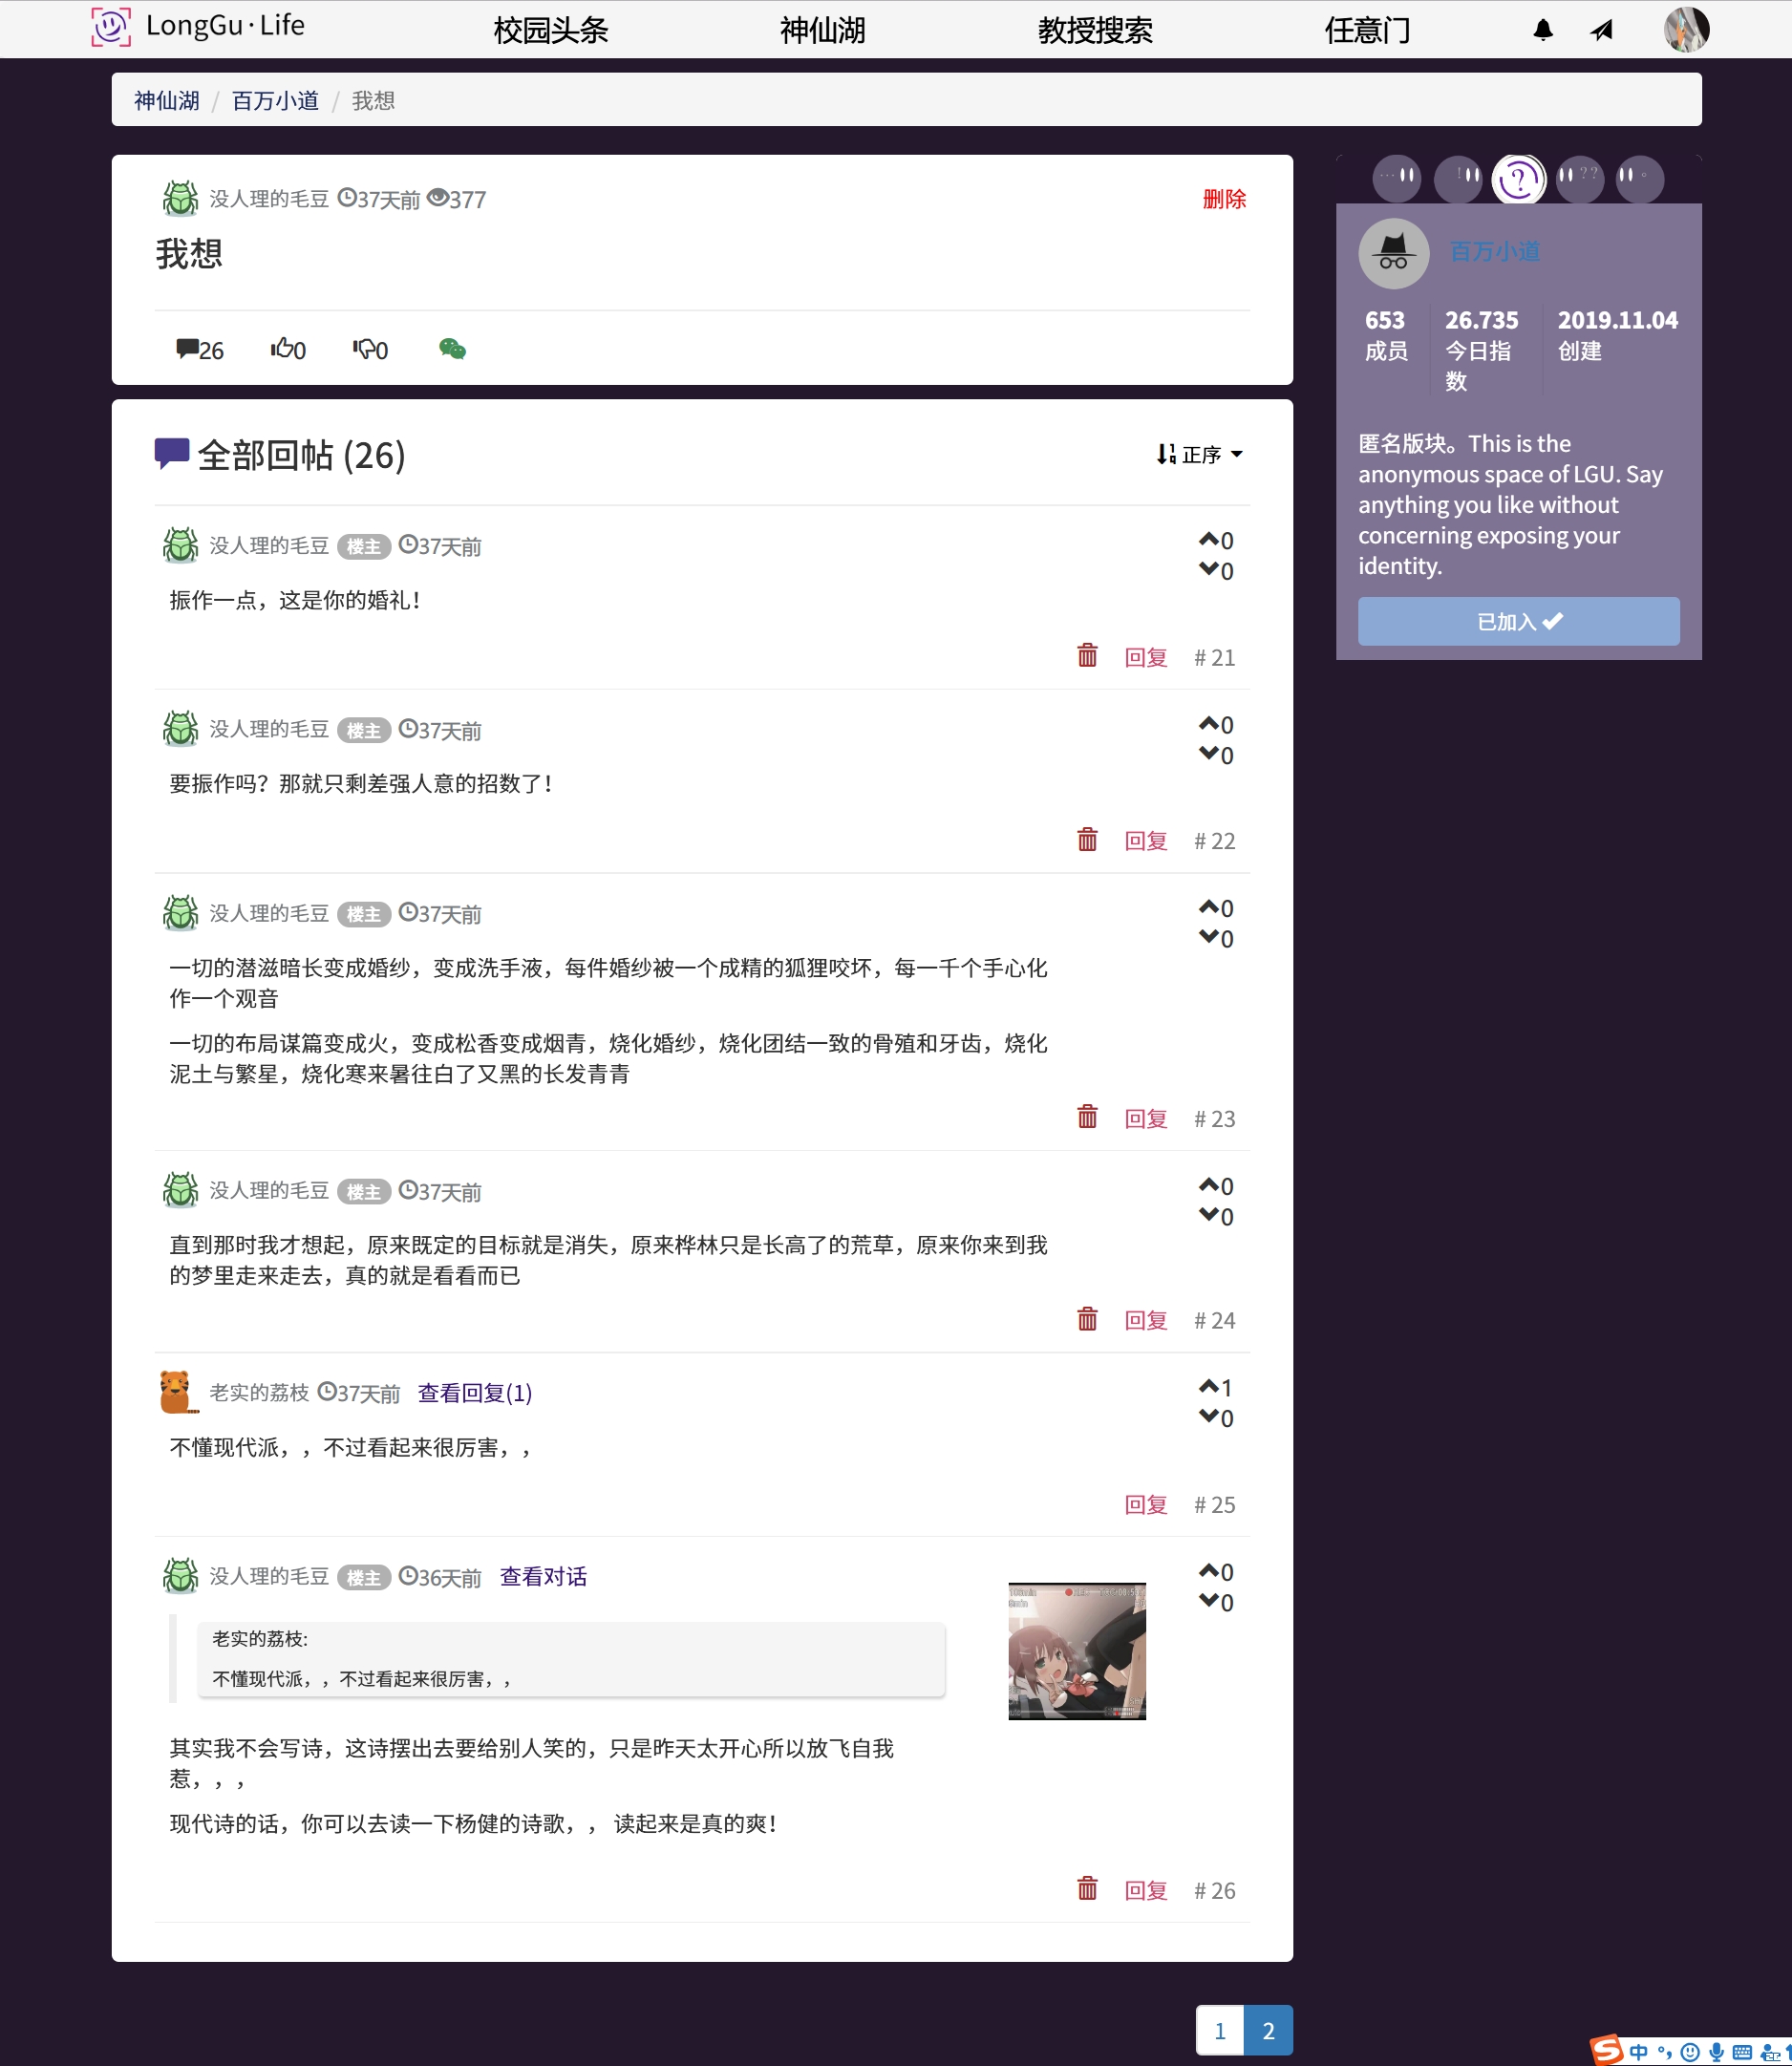 LongGu·Life 校园头条 神仙湖 教授搜索 任意门
神仙湖 / 百万小道 / 我想
没人理的毛豆 37天前 377 删除
我想
26 0 0
全部回帖 (26) 正序
没人理的毛豆 楼主 37天前 0
0
振作一点，这是你的婚礼！
回复 # 21
没人理的毛豆 楼主 37天前 0
0
要振作吗？那就只剩差强人意的招数了！
回复 # 22
没人理的毛豆 楼主 37天前 0
0
一切的潜滋暗长变成婚纱，变成洗手液，每件婚纱被一个成精的狐狸咬坏，每一千个手心化
作一个观音
一切的布局谋篇变成火，变成松香变成烟青，烧化婚纱，烧化团结一致的骨殖和牙齿，烧化
泥土与繁星，烧化寒来暑往白了又黑的长发青青
回复 # 23
没人理的毛豆 楼主 37天前 0
0
直到那时我才想起，原来既定的目标就是消失，原来桦林只是长高了的荒草，原来你来到我
的梦里走来走去，真的就是看看而已
回复 # 24
老实的荔枝 37天前 查看回复(1) 1
0
不懂现代派，，不过看起来很厉害，，
回复 # 25
没人理的毛豆 楼主 36天前 查看对话 0
0
老实的荔枝:
不懂现代派，，不过看起来很厉害，，
其实我不会写诗，这诗摆出去要给别人笑的，只是昨天太开心所以放飞自我
惹，，，
现代诗的话，你可以去读一下杨健的诗歌，， 读起来是真的爽！
回复 # 26
1 2
百万小道
653 26.735 2019.11.04
成员 今日指 创建
数
匿名版块。This is the
anonymous space of LGU. Say
anything you like without
concerning exposing your
identity.
已加入
中